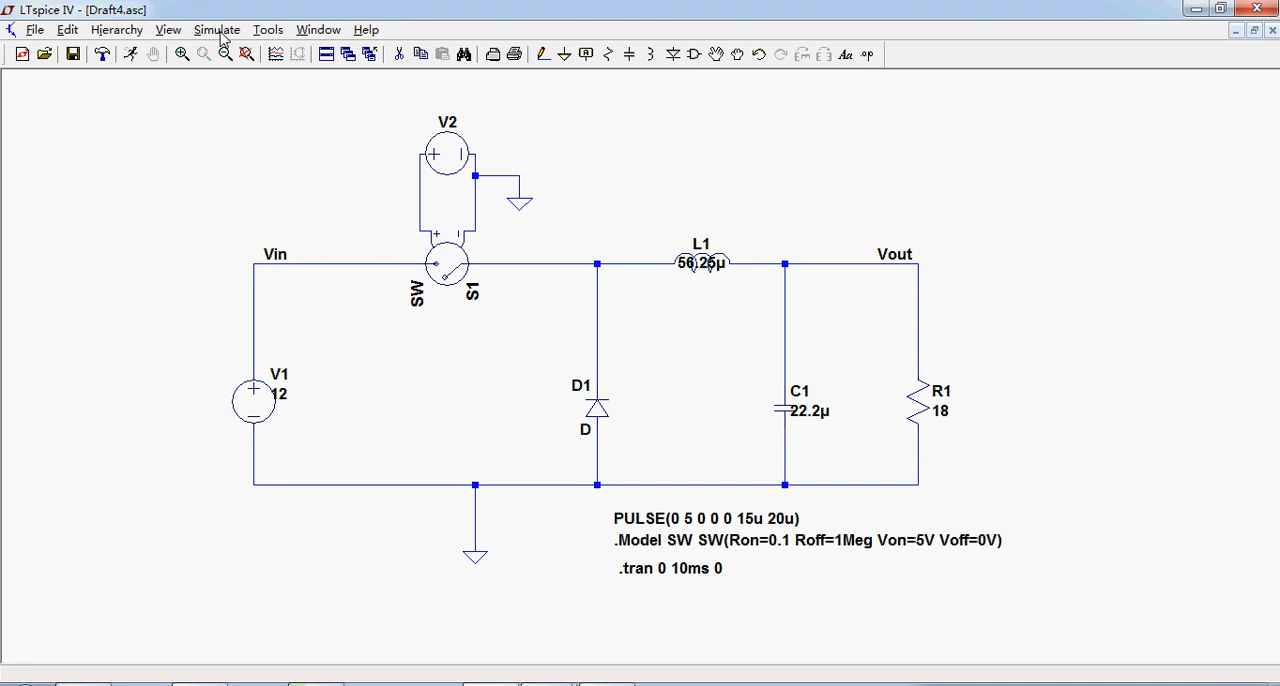 LTspice IV - [Draft4.asc]
File Edit Hierarchy View Simulate Tools Window Help
Aa .op
V2
+
+
Vin
L1
56.25µ
Vout
SW
S1
V1
12
+
D1
D
C1
22.2µ
R1
18
PULSE(0 5 0 0 0 15u 20u)
.Model SW SW(Ron=0.1 Roff=1Meg Von=5V Voff=0V)
.tran 0 10ms 0